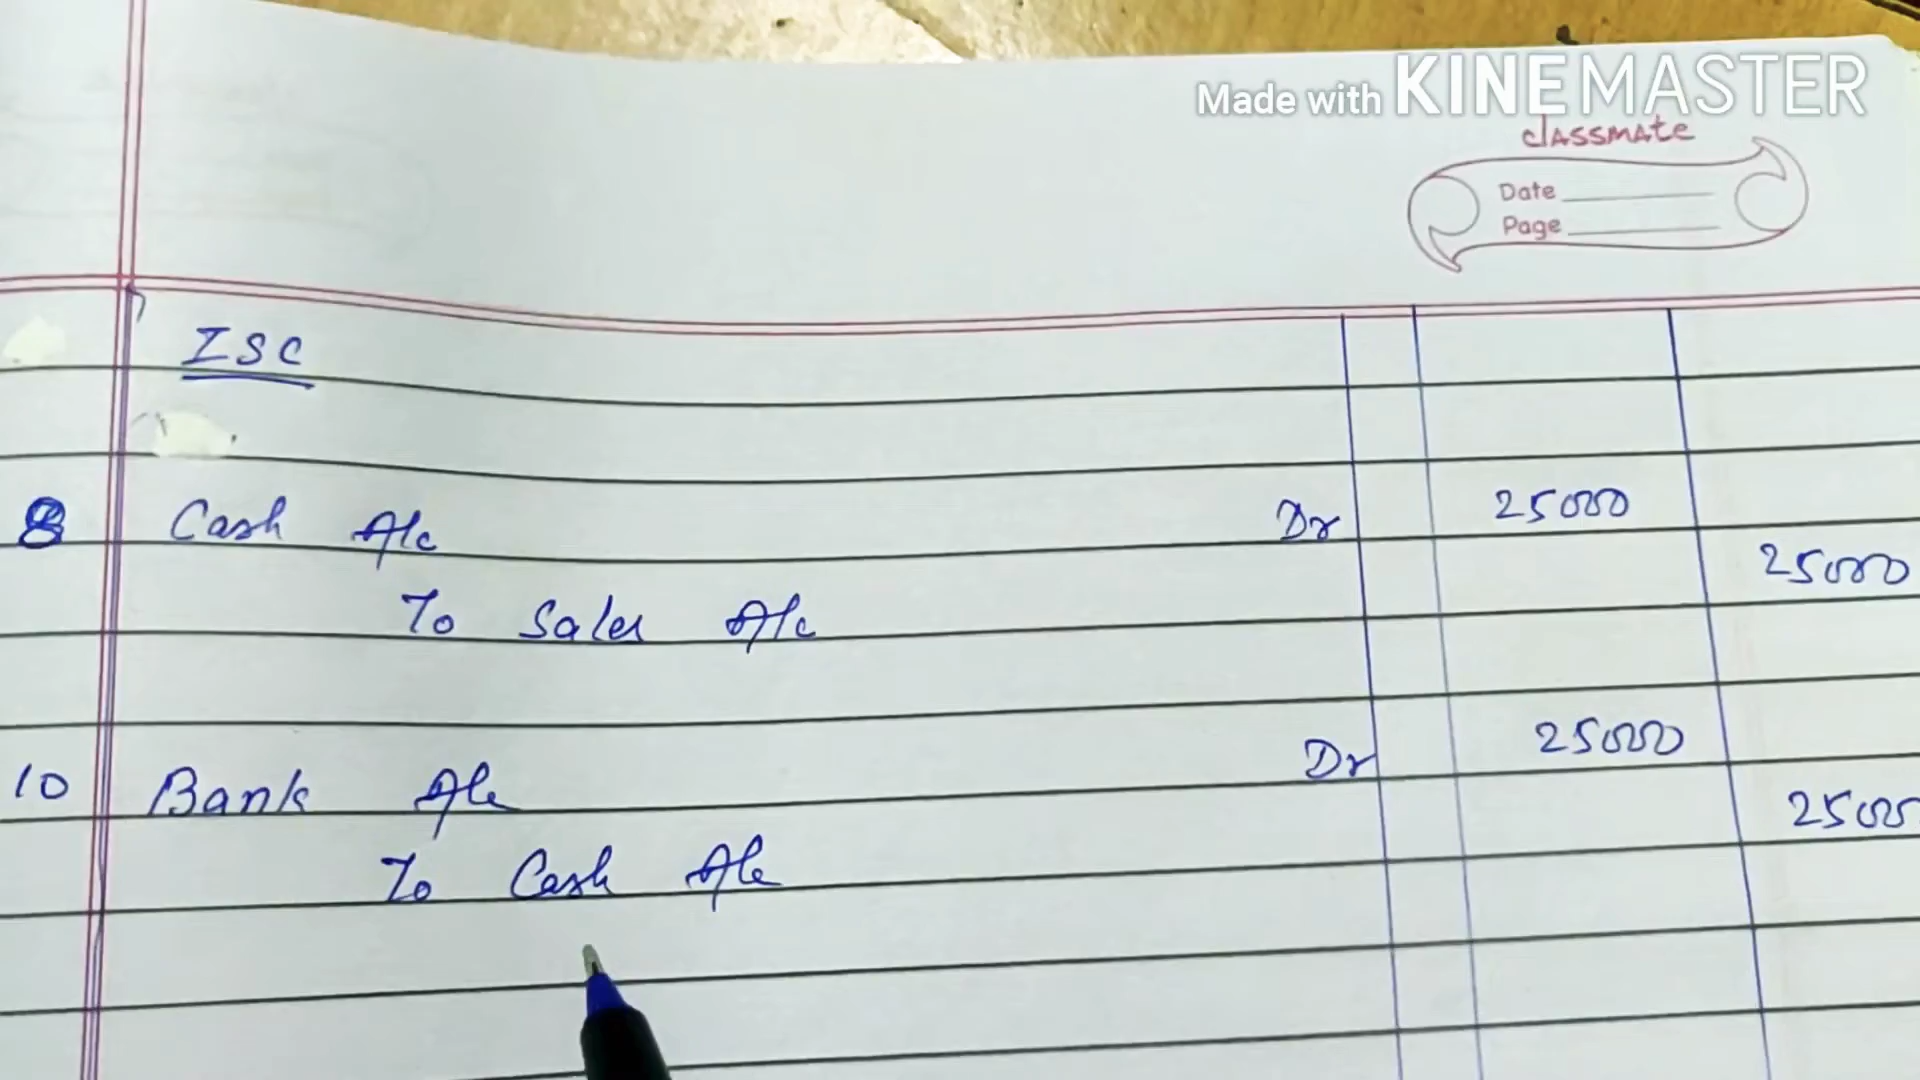 Made with KINEMASTER
classmate
Date
Page
ISC
8 Cash A/c Dr 25000
To Sales A/c 25000
10 Bank A/c Dr 25000
To Cash A/c 25000